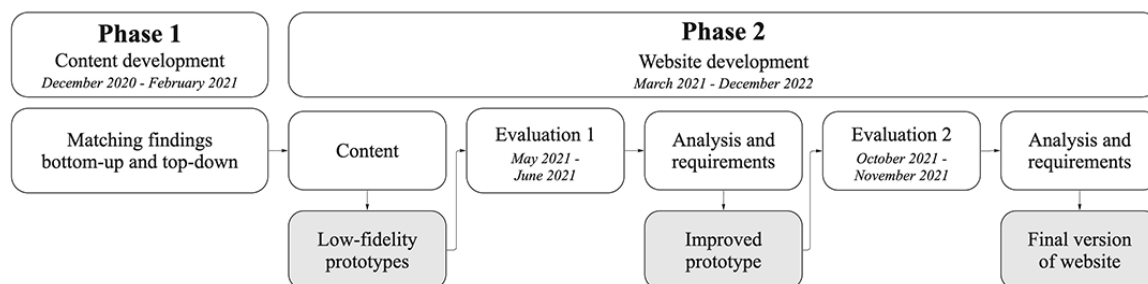 Phase 1
Content development
December 2020 - February 2021
Phase 2
Website development
March 2021 - December 2022
Matching findings
bottom-up and top-down
Content
Evaluation 1
May 2021 -
June 2021
Analysis and
requirements
Evaluation 2
October 2021 -
November 2021
Analysis and
requirements
Low-fidelity
prototypes
Improved
prototype
Final version
of website